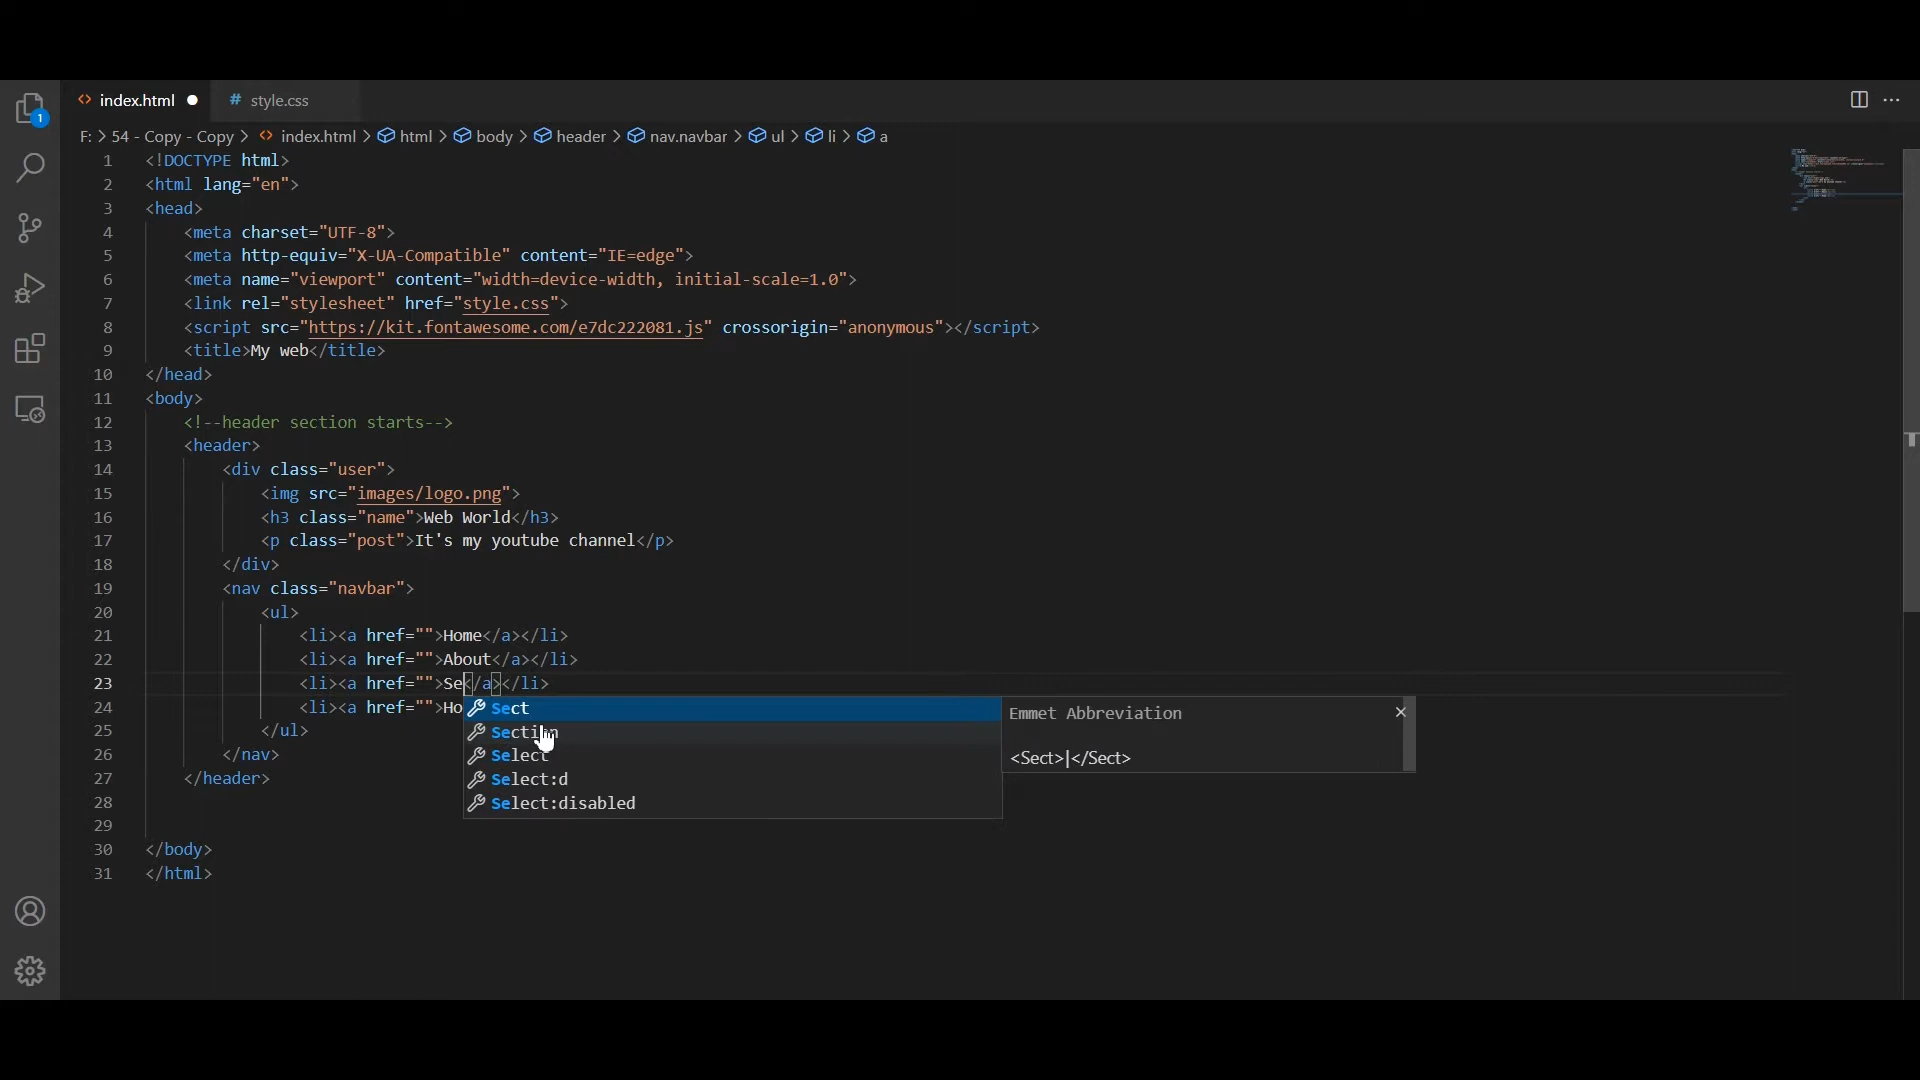 index.html
style.css
F: > 54 - Copy - Copy > index.html > html > body > header > nav.navbar > ul > li > a
1 <!DOCTYPE html>
2 <html lang="en">
3 <head>
4 <meta charset="UTF-8">
5 <meta http-equiv="X-UA-Compatible" content="IE=edge">
6 <meta name="viewport" content="width=device-width, initial-scale=1.0">
7 <link rel="stylesheet" href="style.css">
8 <script src="https://kit.fontawesome.com/e7dc222081.js" crossorigin="anonymous"></script>
9 <title>My web</title>
10 </head>
11 <body>
12 <!--header section starts-->
13 <header>
14 <div class="user">
15 <img src="images/logo.png">
16 <h3 class="name">Web World</h3>
17 <p class="post">It's my youtube channel</p>
18 </div>
19 <nav class="navbar">
20 <ul>
21 <li><a href="">Home</a></li>
22 <li><a href="">About</a></li>
23 <li><a href="">Se</a></li>
24 <li><a href="">Ho
25 </ul>
26 </nav>
27 </header>
28
29
30 </body>
31 </html>
Sect
Section
Select
Select:d
Select:disabled
Emmet Abbreviation
<Sect>|</Sect>
1